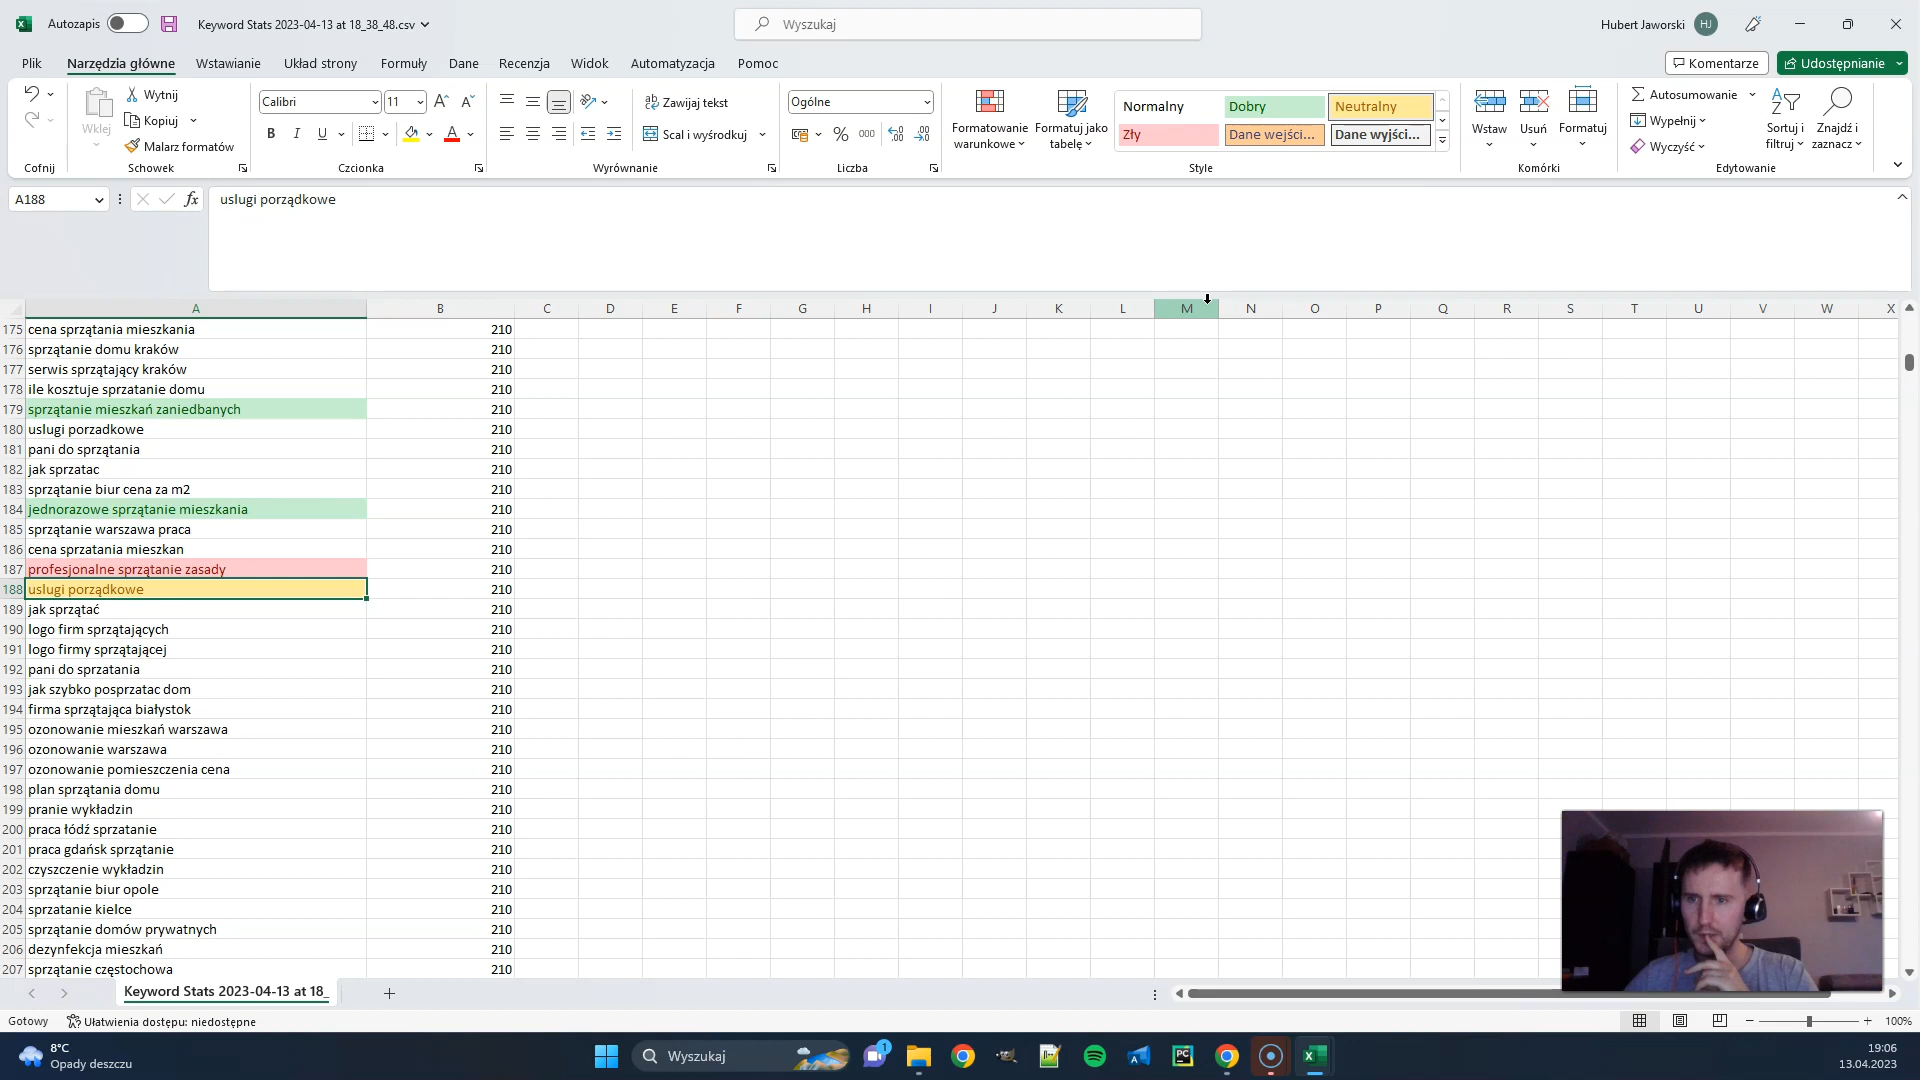 Autozapis
Keyword Stats 2023-04-13 at 18_38_48.csv
Wyszukaj
Hubert Jaworski
HJ
Plik
Narzędzia główne
Wstawianie
Układ strony
Formuły
Dane
Recenzja
Widok
Automatyzacja
Pomoc
Komentarze
Udostępnianie
Wklej
Wytnij
Kopiuj
Malarz formatów
Calibri
11
Zawijaj tekst
Scal i wyśrodkuj
Ogólne
Formatowanie warunkowe
Formatuj jako tabelę
Normalny
Dobry
Neutralny
Zły
Dane wejści...
Dane wyjści...
Wstaw
Usuń
Formatuj
Autosumowanie
Wypełnij
Wyczyść
Sortuj i filtruj
Znajdź i zaznacz
Cofnij
Schowek
Czcionka
Wyrównanie
Liczba
Style
Komórki
Edytowanie
A188
fx
uslugi porządkowe
A B C D E F G H I J K L M N O P Q R S T U V W X
175 cena sprzątania mieszkania 210
176 sprzątanie domu kraków 210
177 serwis sprzątający kraków 210
178 ile kosztuje sprzatanie domu 210
179 sprzątanie mieszkań zaniedbanych 210
180 uslugi porzadkowe 210
181 pani do sprzątania 210
182 jak sprzatac 210
183 sprzątanie biur cena za m2 210
184 jednorazowe sprzątanie mieszkania 210
185 sprzątanie warszawa praca 210
186 cena sprzatania mieszkan 210
187 profesjonalne sprzątanie zasady 210
188 uslugi porządkowe 210
189 jak sprzątać 210
190 logo firm sprzątających 210
191 logo firmy sprzątającej 210
192 pani do sprzatania 210
193 jak szybko posprzatac dom 210
194 firma sprzątająca białystok 210
195 ozonowanie mieszkań warszawa 210
196 ozonowanie warszawa 210
197 ozonowanie pomieszczenia cena 210
198 plan sprzątania domu 210
199 pranie wykładzin 210
200 praca łódź sprzatanie 210
201 praca gdańsk sprzątanie 210
202 czyszczenie wykładzin 210
203 sprzątanie biur opole 210
204 sprzatanie kielce 210
205 sprzątanie domów prywatnych 210
206 dezynfekcja mieszkań 210
207 sprzątanie częstochowa 210
Keyword Stats 2023-04-13 at 18_
Gotowy
Ułatwienia dostępu: niedostępne
100%
8°C
Opady deszczu
Wyszukaj
1
19:06
13.04.2023